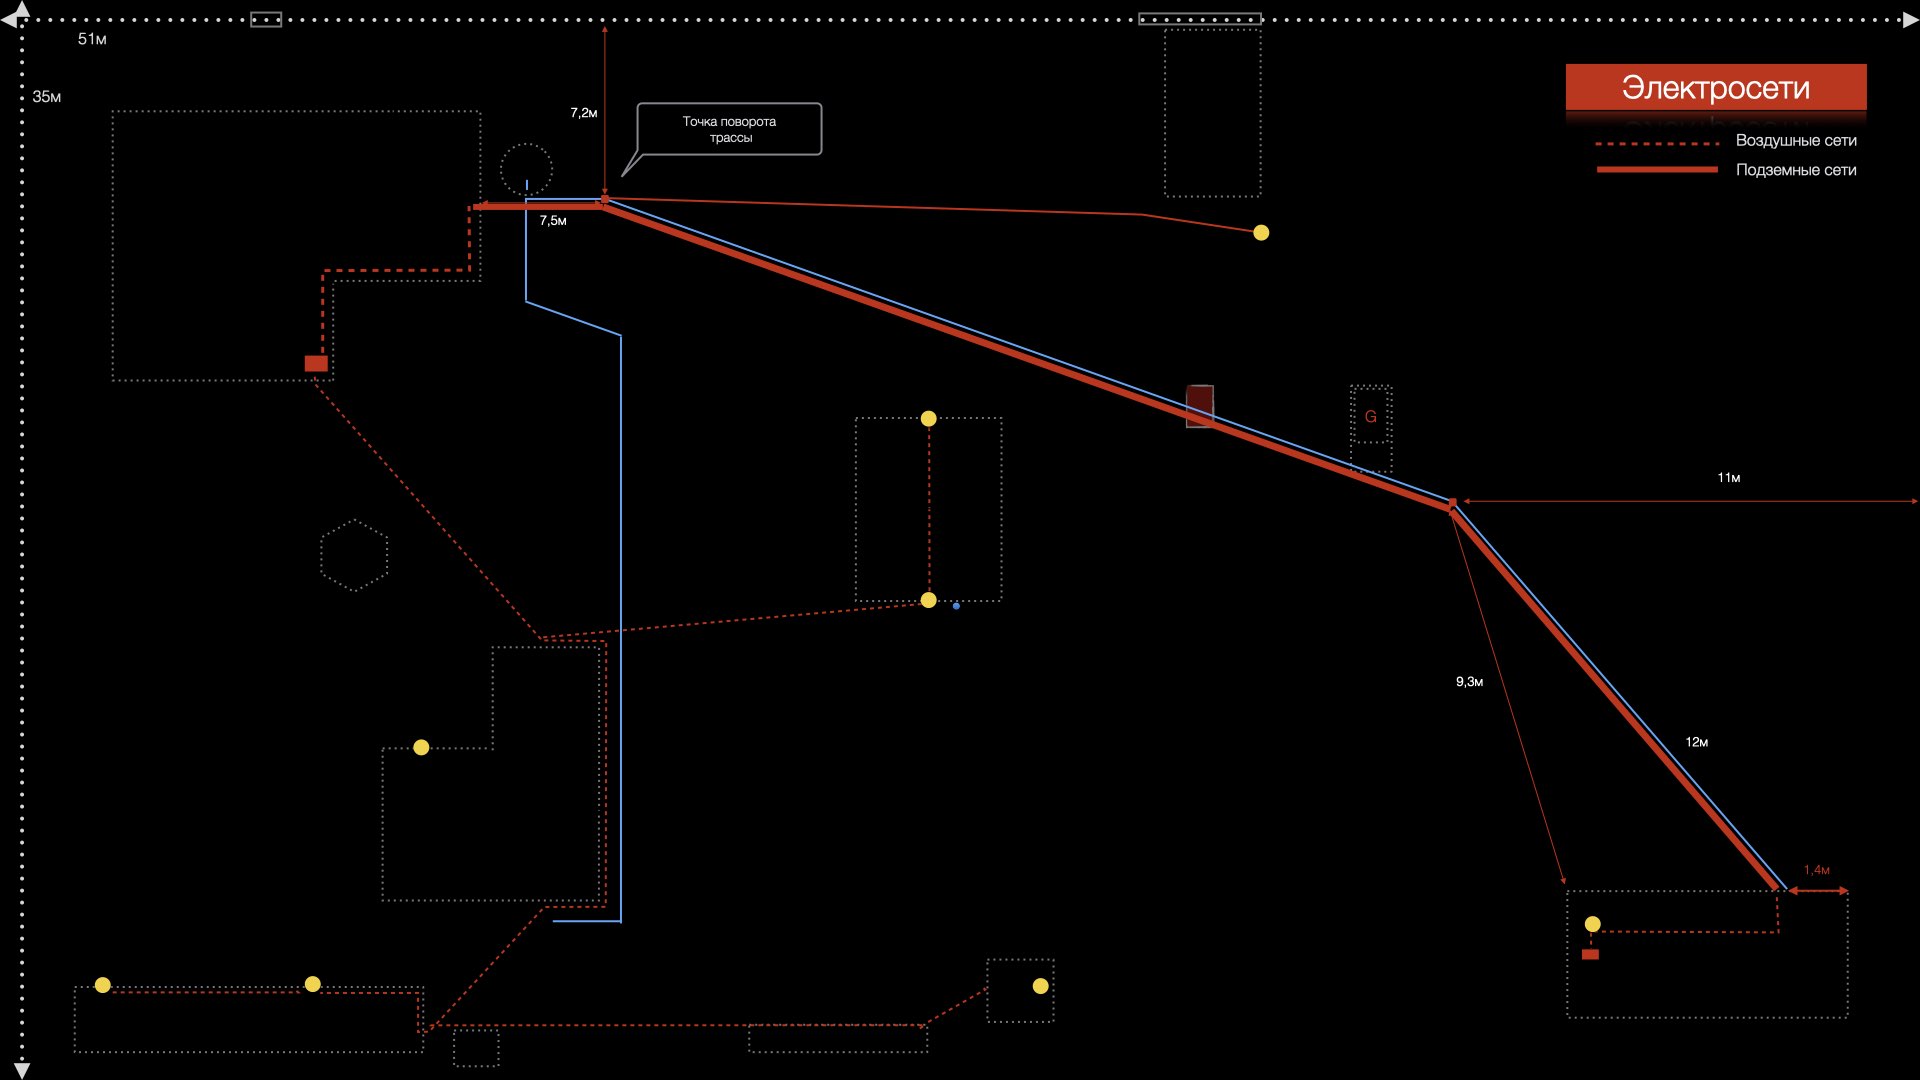 51м
35м
Электросети
7,2м
Точка поворота
трассы
Воздушные сети
Подземные сети
7,5м
G
11м
9,3м
12м
1,4м